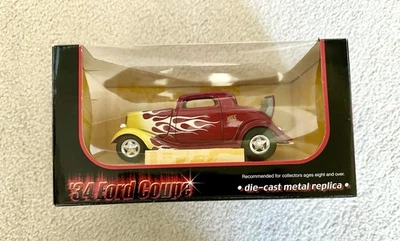 '34 Ford Coupe
Recommended for collectors ages eight and over.
• die-cast metal replica •